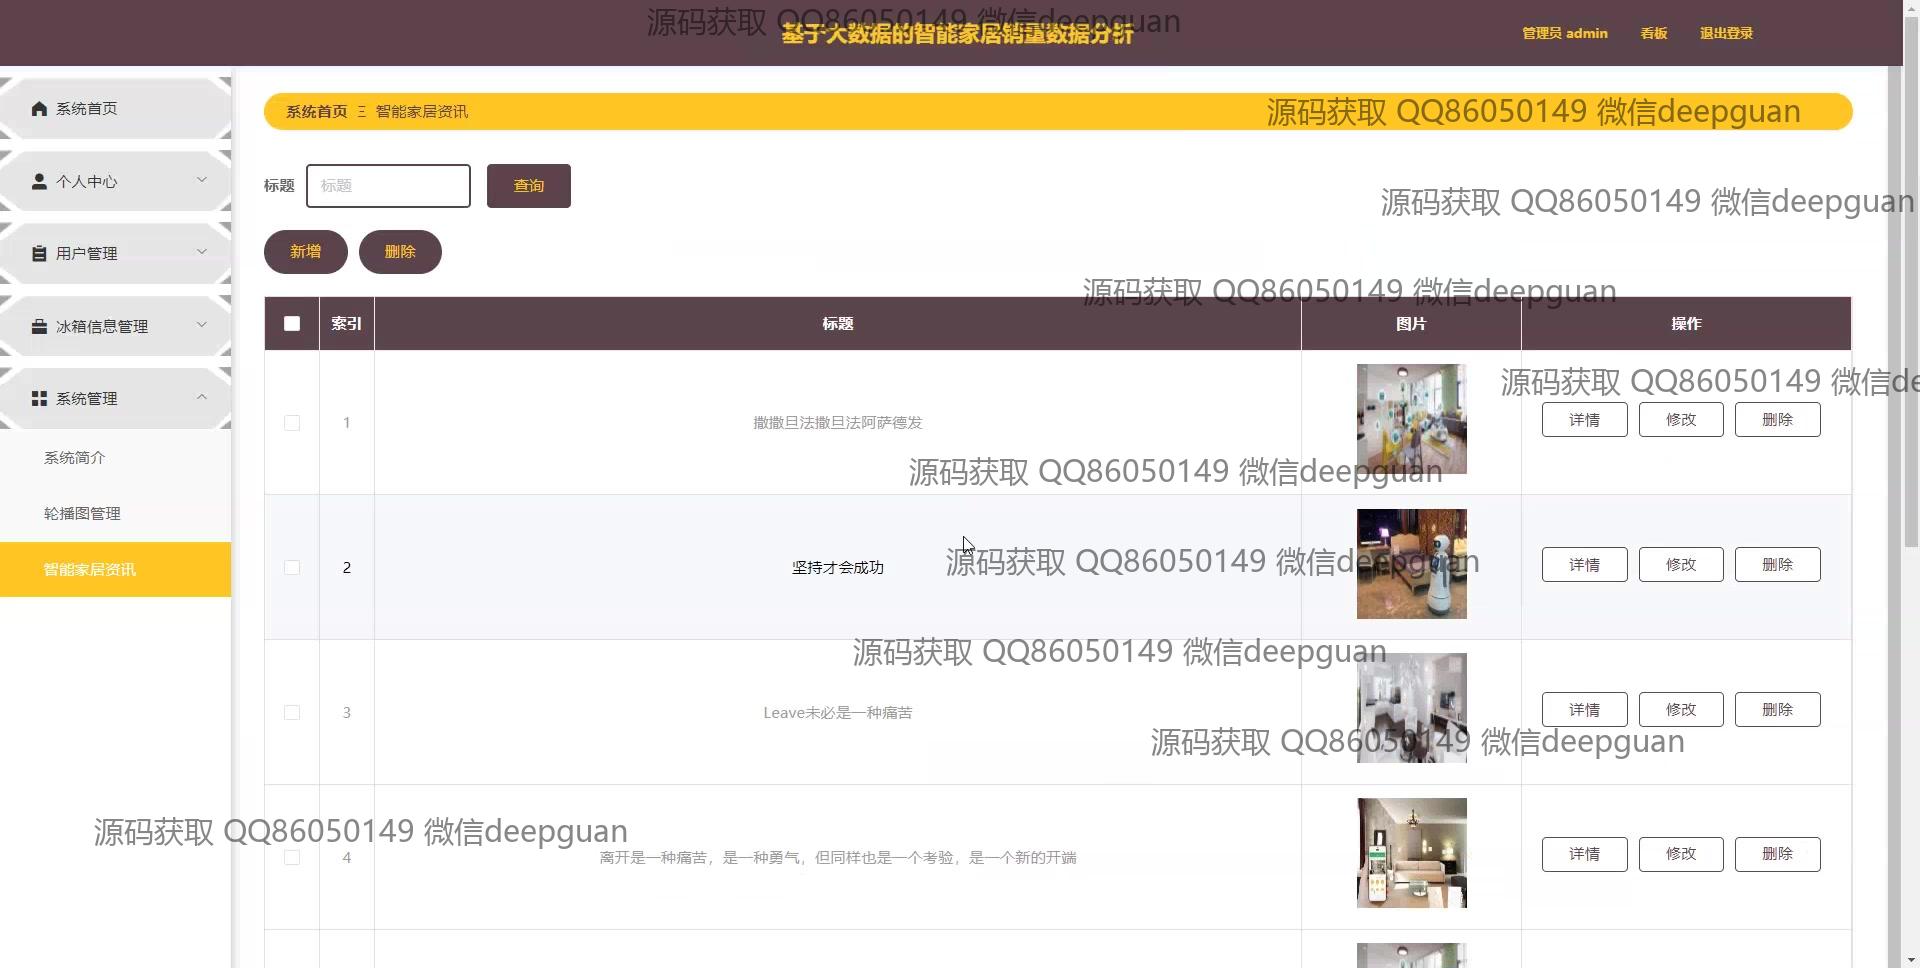 基于大数据的智能家居销量数据分析
管理员 admin
看板
退出登录
源码获取 QQ86050149 微信deepguan
系统首页
个人中心
用户管理
冰箱信息管理
系统管理
系统简介
轮播图管理
智能家居资讯
系统首页 Ξ 智能家居资讯
源码获取 QQ86050149 微信deepguan
标题 标题 查询
源码获取 QQ86050149 微信deepguan
新增 删除
源码获取 QQ86050149 微信deepguan
索引 标题 图片 操作
源码获取 QQ86050149 微信de
1 撒撒旦法撒旦法阿萨德发 详情 修改 删除
源码获取 QQ86050149 微信deepguan
2 坚持才会成功 详情 修改 删除
源码获取 QQ86050149 微信deepguan
源码获取 QQ86050149 微信deepguan
3 Leave未必是一种痛苦 详情 修改 删除
源码获取 QQ86050149 微信deepguan
源码获取 QQ86050149 微信deepguan
4 离开是一种痛苦，是一种勇气，但同样也是一个考验，是一个新的开端 详情 修改 删除